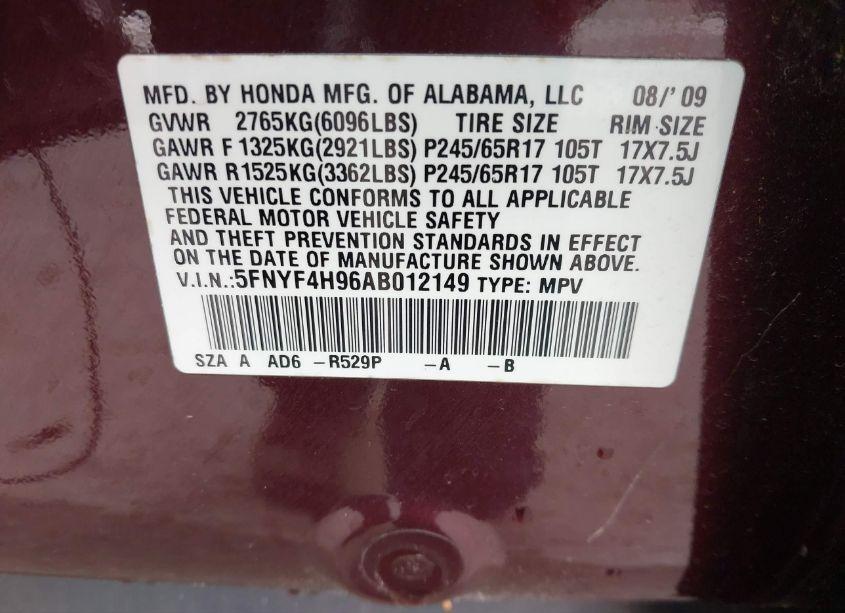 MFD. BY HONDA MFG. OF ALABAMA, LLC 08/'09
GVWR 2765KG(6096LBS) TIRE SIZE RIM SIZE
GAWR F 1325KG(2921LBS) P245/65R17 105T 17X7.5J
GAWR R1525KG(3362LBS) P245/65R17 105T 17X7.5J
THIS VEHICLE CONFORMS TO ALL APPLICABLE
FEDERAL MOTOR VEHICLE SAFETY
AND THEFT PREVENTION STANDARDS IN EFFECT
ON THE DATE OF MANUFACTURE SHOWN ABOVE.
V.I.N.:5FNYF4H96AB012149 TYPE: MPV
SZA A AD6 -R529P -A -B